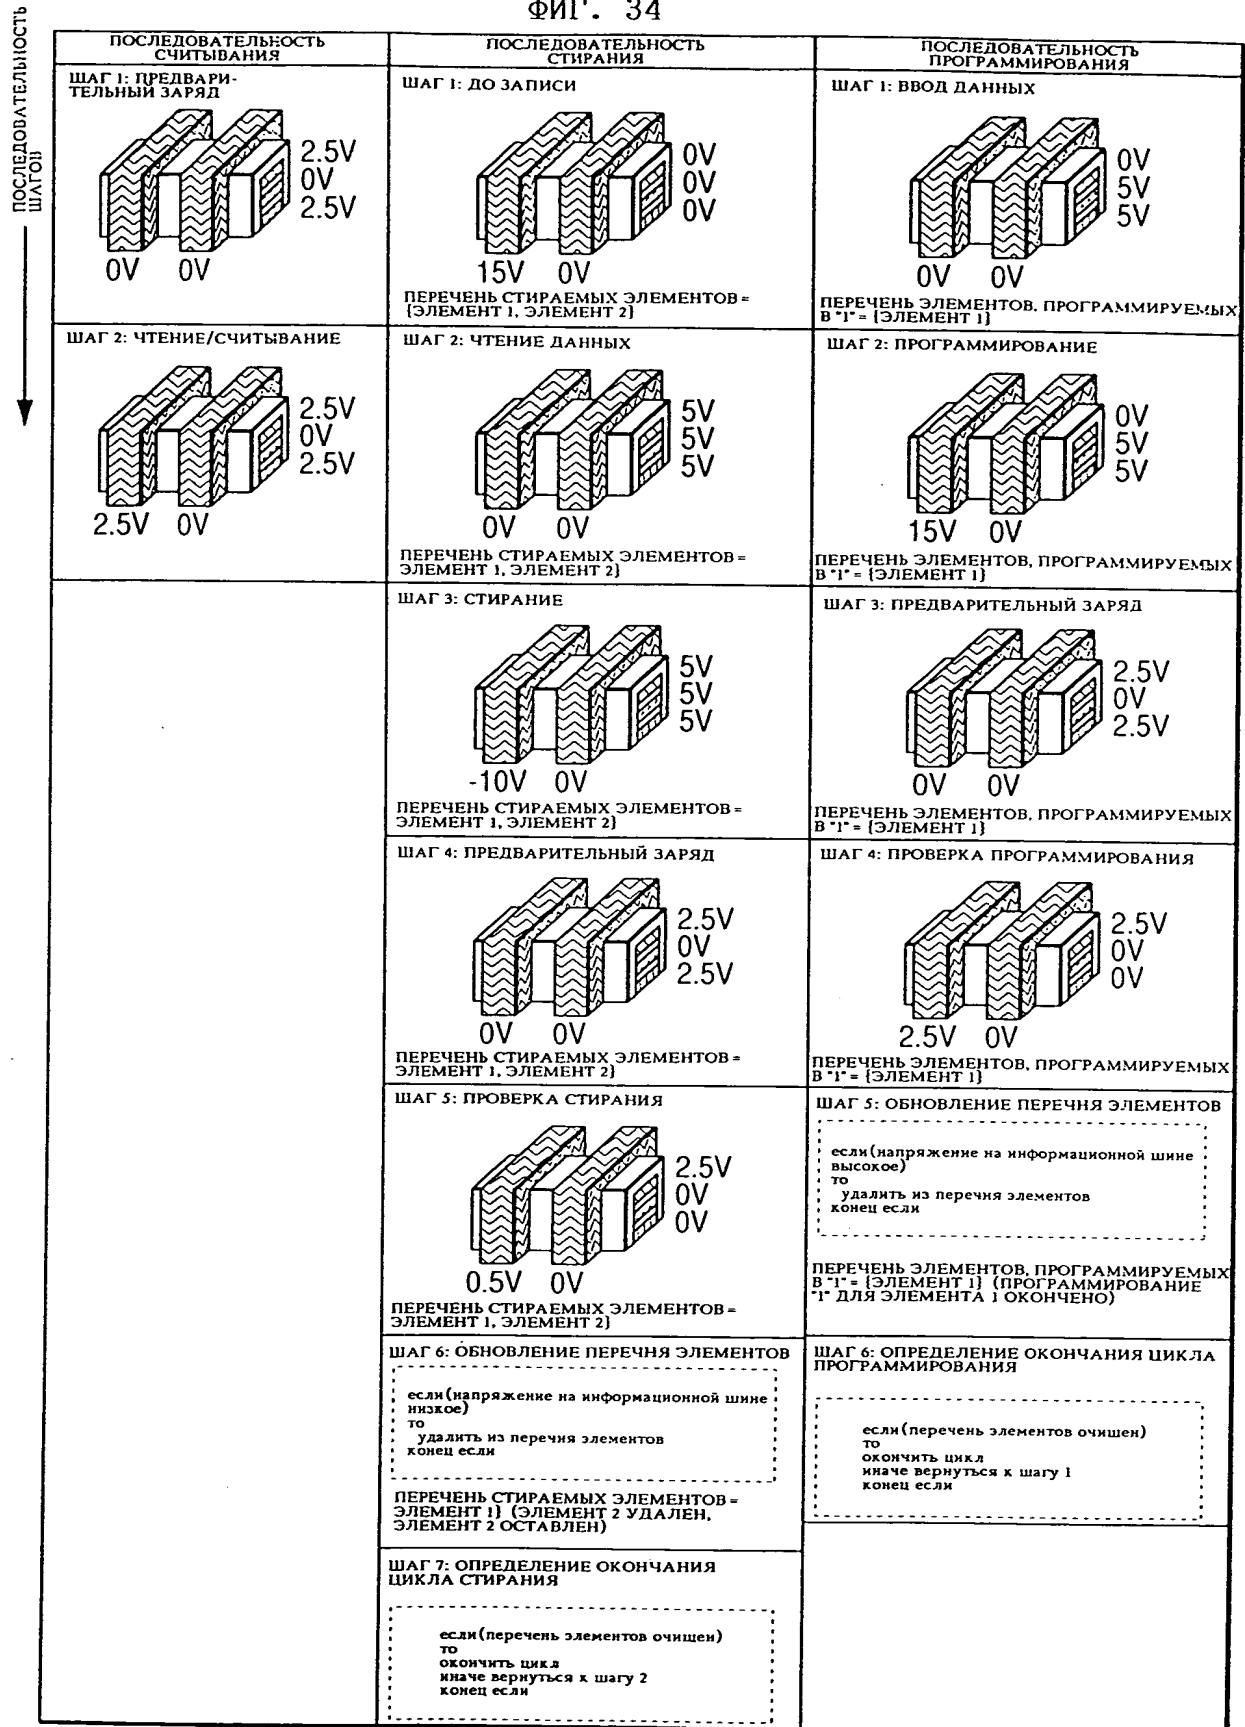 ФИГ. 34
ПОСЛЕДОВАТЕЛЬНОСТЬ
ШАГОВ
ПОСЛЕДОВАТЕЛЬНОСТЬ
СЧИТЫВАНИЯ
ШАГ 1: ПРЕДВАРИ-
ТЕЛЬНЫЙ ЗАРЯД
2.5V
0V
2.5V
0V 0V
ШАГ 2: ЧТЕНИЕ/СЧИТЫВАНИЕ
2.5V
0V
2.5V
2.5V 0V
ПОСЛЕДОВАТЕЛЬНОСТЬ
СТИРАНИЯ
ШАГ 1: ДО ЗАПИСИ
0V
0V
0V
15V 0V
ПЕРЕЧЕНЬ СТИРАЕМЫХ ЭЛЕМЕНТОВ =
{ЭЛЕМЕНТ 1, ЭЛЕМЕНТ 2}
ШАГ 2: ЧТЕНИЕ ДАННЫХ
5V
5V
5V
0V 0V
ПЕРЕЧЕНЬ СТИРАЕМЫХ ЭЛЕМЕНТОВ =
ЭЛЕМЕНТ 1, ЭЛЕМЕНТ 2}
ШАГ 3: СТИРАНИЕ
5V
5V
5V
-10V 0V
ПЕРЕЧЕНЬ СТИРАЕМЫХ ЭЛЕМЕНТОВ =
ЭЛЕМЕНТ 1, ЭЛЕМЕНТ 2}
ШАГ 4: ПРЕДВАРИТЕЛЬНЫЙ ЗАРЯД
2.5V
0V
2.5V
0V 0V
ПЕРЕЧЕНЬ СТИРАЕМЫХ ЭЛЕМЕНТОВ =
ЭЛЕМЕНТ 1, ЭЛЕМЕНТ 2}
ШАГ 5: ПРОВЕРКА СТИРАНИЯ
2.5V
0V
0V
0.5V 0V
ПЕРЕЧЕНЬ СТИРАЕМЫХ ЭЛЕМЕНТОВ =
ЭЛЕМЕНТ 1, ЭЛЕМЕНТ 2}
ШАГ 6: ОБНОВЛЕНИЕ ПЕРЕЧНЯ ЭЛЕМЕНТОВ
если(напряжение на информационной шине
низкое)
то
удалить из перечня элементов
конец если
ПЕРЕЧЕНЬ СТИРАЕМЫХ ЭЛЕМЕНТОВ =
ЭЛЕМЕНТ 1} (ЭЛЕМЕНТ 2 УДАЛЕН,
ЭЛЕМЕНТ 2 ОСТАВЛЕН)
ШАГ 7: ОПРЕДЕЛЕНИЕ ОКОНЧАНИЯ
ЦИКЛА СТИРАНИЯ
если(перечень элементов очищен)
то
окончить цикл
иначе вернуться к шагу 2
конец если
ПОСЛЕДОВАТЕЛЬНОСТЬ
ПРОГРАММИРОВАНИЯ
ШАГ 1: ВВОД ДАННЫХ
0V
5V
5V
0V 0V
ПЕРЕЧЕНЬ ЭЛЕМЕНТОВ, ПРОГРАММИРУЕМЫХ
В "1" = {ЭЛЕМЕНТ 1}
ШАГ 2: ПРОГРАММИРОВАНИЕ
0V
5V
5V
15V 0V
ПЕРЕЧЕНЬ ЭЛЕМЕНТОВ, ПРОГРАММИРУЕМЫХ
В "1" = {ЭЛЕМЕНТ 1}
ШАГ 3: ПРЕДВАРИТЕЛЬНЫЙ ЗАРЯД
2.5V
0V
2.5V
0V 0V
ПЕРЕЧЕНЬ ЭЛЕМЕНТОВ, ПРОГРАММИРУЕМЫХ
В "1" = {ЭЛЕМЕНТ 1}
ШАГ 4: ПРОВЕРКА ПРОГРАММИРОВАНИЯ
2.5V
0V
0V
2.5V 0V
ПЕРЕЧЕНЬ ЭЛЕМЕНТОВ, ПРОГРАММИРУЕМЫХ
В "1" = {ЭЛЕМЕНТ 1}
ШАГ 5: ОБНОВЛЕНИЕ ПЕРЕЧНЯ ЭЛЕМЕНТОВ
если(напряжение на информационной шине
высокое)
то
удалить из перечня элементов
конец если
ПЕРЕЧЕНЬ ЭЛЕМЕНТОВ, ПРОГРАММИРУЕМЫХ
В "1" = {ЭЛЕМЕНТ 1} (ПРОГРАММИРОВАНИЕ
"1" ДЛЯ ЭЛЕМЕНТА 1 ОКОНЧЕНО)
ШАГ 6: ОПРЕДЕЛЕНИЕ ОКОНЧАНИЯ ЦИКЛА
ПРОГРАММИРОВАНИЯ
если(перечень элементов очищен)
то
окончить цикл
иначе вернуться к шагу 1
конец если